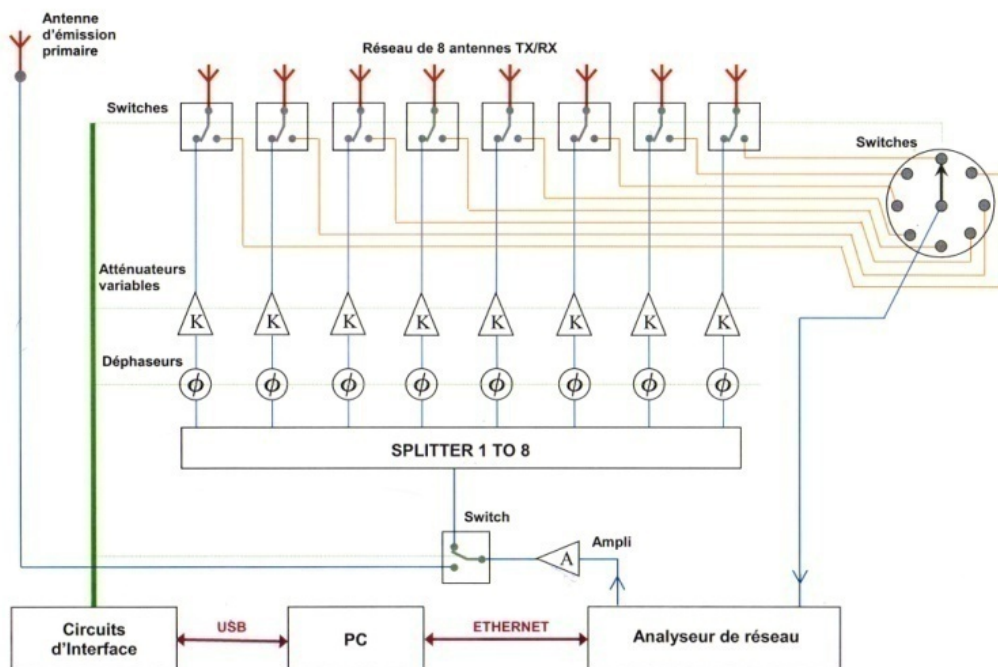 Antenne
d'émission
primaire
Réseau de 8 antennes TX/RX
Switches
Switches
Atténuateurs
variables
K K K K K K K K
Déphaseurs
ϕ ϕ ϕ ϕ ϕ ϕ ϕ ϕ
SPLITTER 1 TO 8
Switch
Ampli
A
Circuits
d'Interface
USB
PC
ETHERNET
Analyseur de réseau